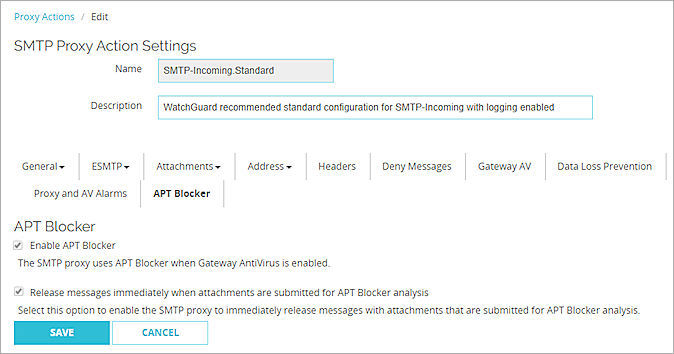 Proxy Actions / Edit
SMTP Proxy Action Settings
Name SMTP-Incoming.Standard
Description WatchGuard recommended standard configuration for SMTP-Incoming with logging enabled
General ESMTP Attachments Address Headers Deny Messages Gateway AV Data Loss Prevention
Proxy and AV Alarms APT Blocker
APT Blocker
Enable APT Blocker
The SMTP proxy uses APT Blocker when Gateway AntiVirus is enabled.
Release messages immediately when attachments are submitted for APT Blocker analysis
Select this option to enable the SMTP proxy to immediately release messages with attachments that are submitted for APT Blocker analysis.
SAVE CANCEL